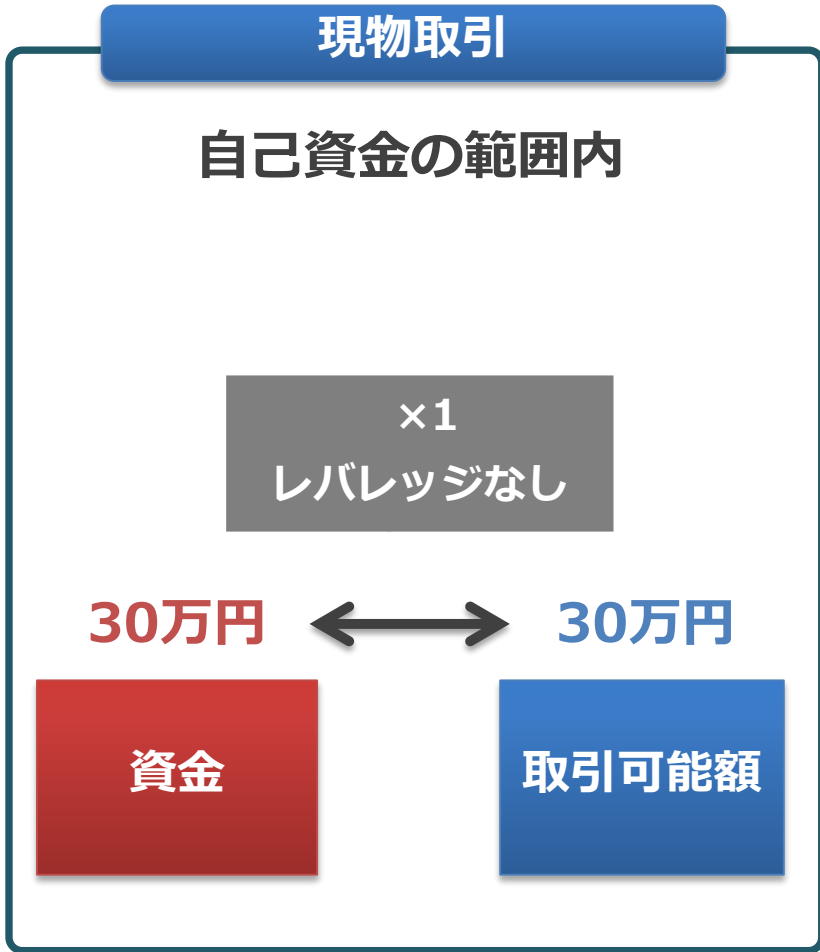 現物取引
自己資金の範囲内
×1
レバレッジなし
30万円
30万円
資金
取引可能額